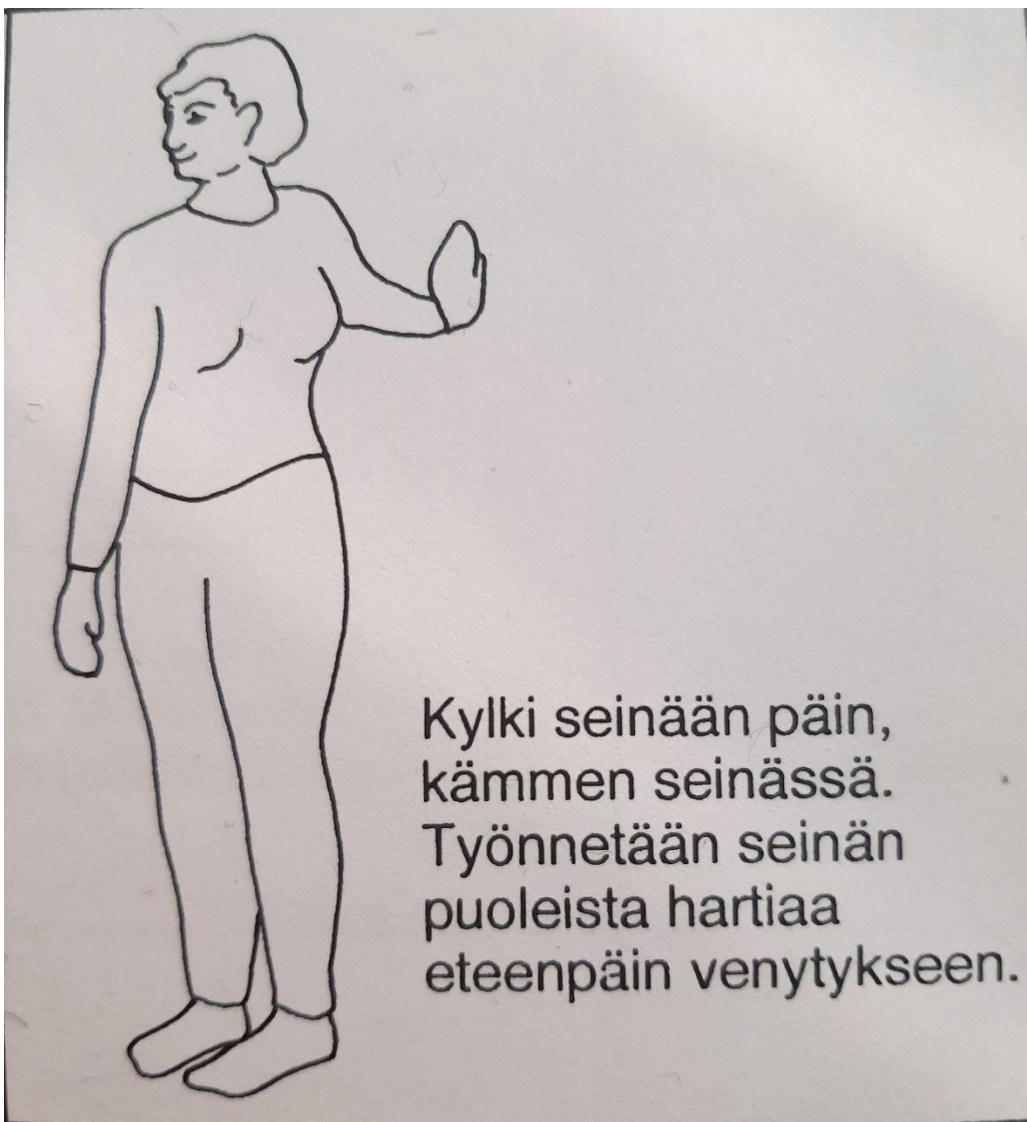 Kylki seinään päin,
kämmen seinässä.
Työnnetään seinän
puoleista hartiaa
eteenpäin venytykseen.